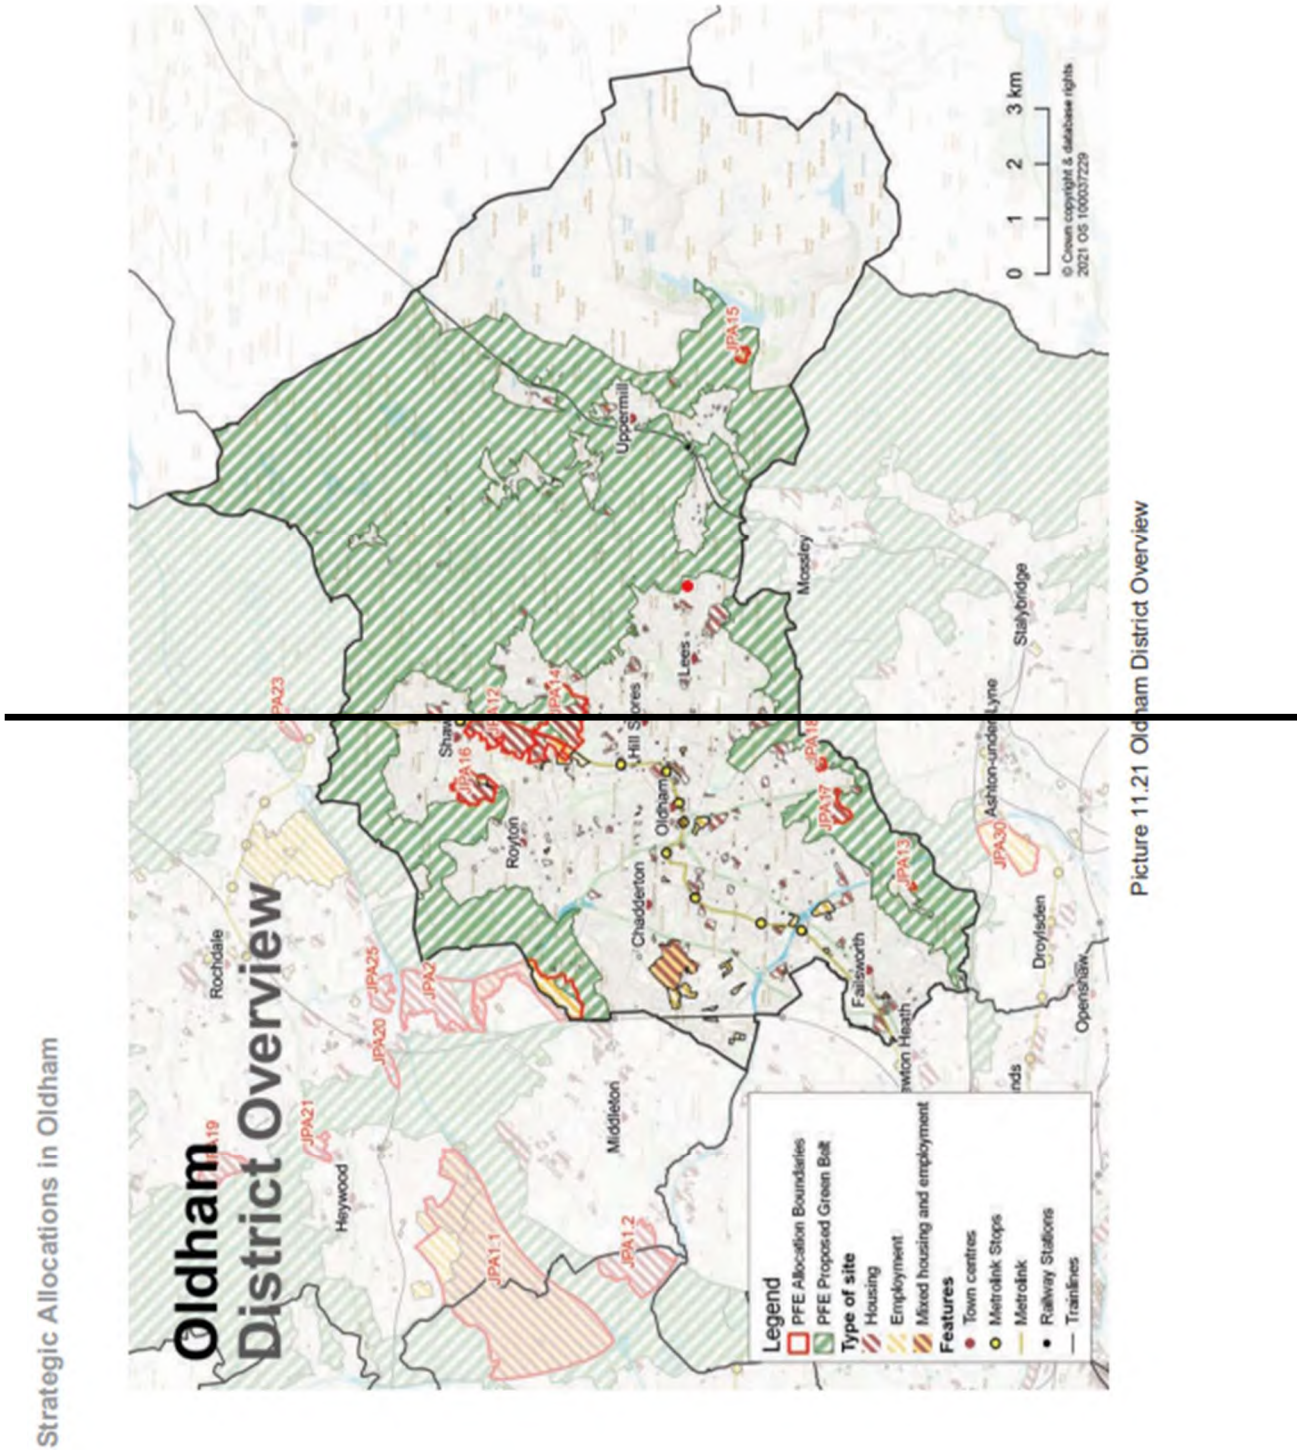 Strategic Allocations in Oldham
Oldham
District Overview
JPA19
JPA21
Heywood
JPA20
JPA25
JPA2
Rochdale
JPA23
JPA1.1
JPA1.2
Middleton
Royton
JPA16
Shaw
JPA12
JPA14
Chadderton
Oldham
Hill Stores
Lees
Uppermill
JPA15
Failsworth
JPA13
JPA17
JPA18
Mossley
Stalybridge
Ashton-under-Lyne
JPA30
Droylsden
Openshaw
Legend
PFE Allocation Boundaries
PFE Proposed Green Belt
Type of site
Housing
Employment
Mixed housing and employment
Features
Town centres
Metrolink Stops
Metrolink
Railway Stations
Trainlines
0 1 2 3 km
© Crown copyright & database rights
2021 OS 100037229
Picture 11.21 Oldham District Overview